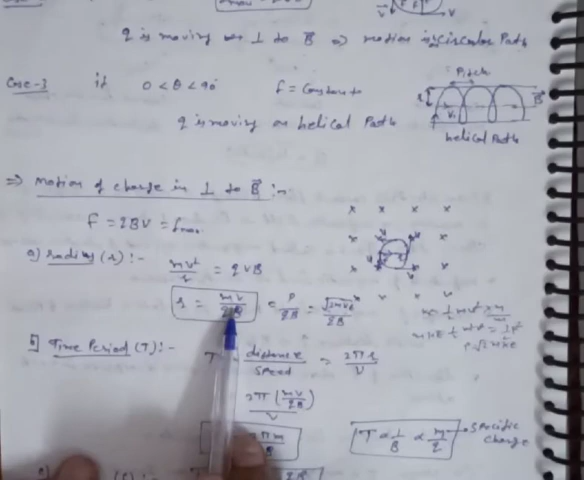 q is moving ⊥ to B⃗ ⇒ motion is circular Path
Case-3 if 0 < θ < 90° F = Constant
Pitch
q is moving on helical Path
helical Path
⇒ motion of charge in ⊥ to B⃗ :-
F = qBV = Fmax
a) radius (r) :-
mv²/r = qVB
r = mv/qB = P/qB = √2mKE/qB
b] Time Period (T) :-
T = distance/Speed = 2πr/V
2π (mv/qB)/V
T ∝ 1/B ∝ m/q → Specific charge